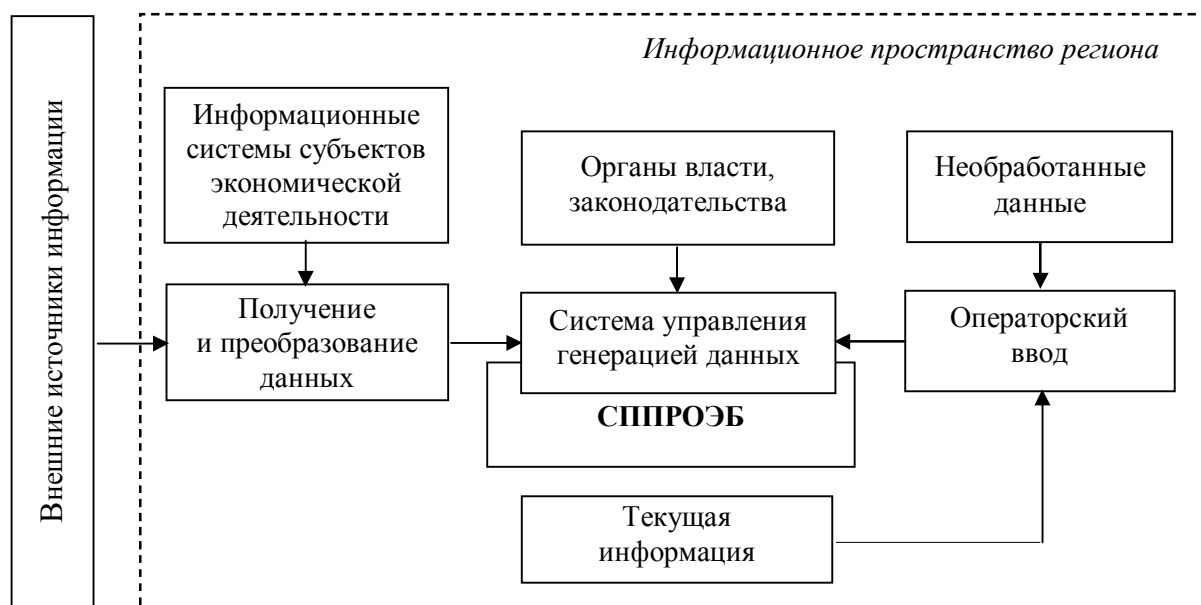 Внешние источники информации
Информационное пространство региона
Информационные
системы субъектов
экономической
деятельности
Органы власти,
законодательства
Необработанные
данные
Получение
и преобразование
данных
Система управления
генерацией данных
Операторский
ввод
СППРОЭБ
Текущая
информация